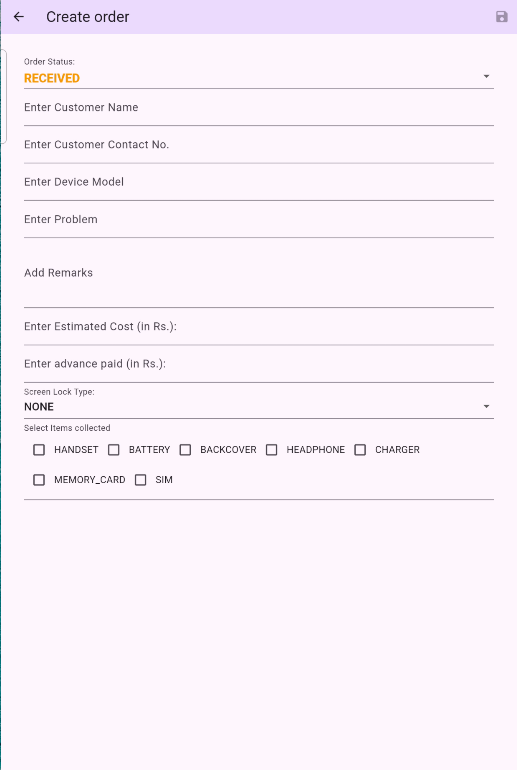 Create order
Order Status:
RECEIVED
Enter Customer Name
Enter Customer Contact No.
Enter Device Model
Enter Problem
Add Remarks
Enter Estimated Cost (in Rs.):
Enter advance paid (in Rs.):
Screen Lock Type:
NONE
Select Items collected
HANDSET BATTERY BACKCOVER HEADPHONE CHARGER
MEMORY_CARD SIM